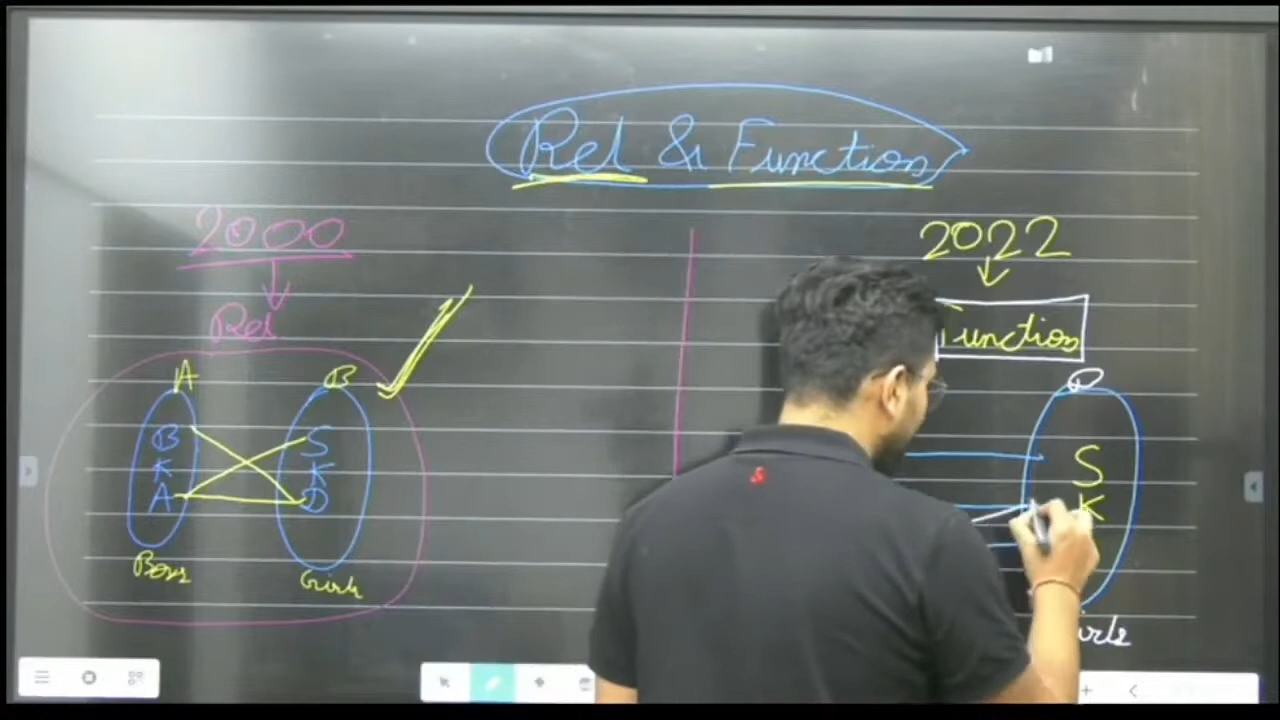 Rel & Function
2000
Rel
A B
B S
K K
A D
Boys
Girls
2022
Function
S
K